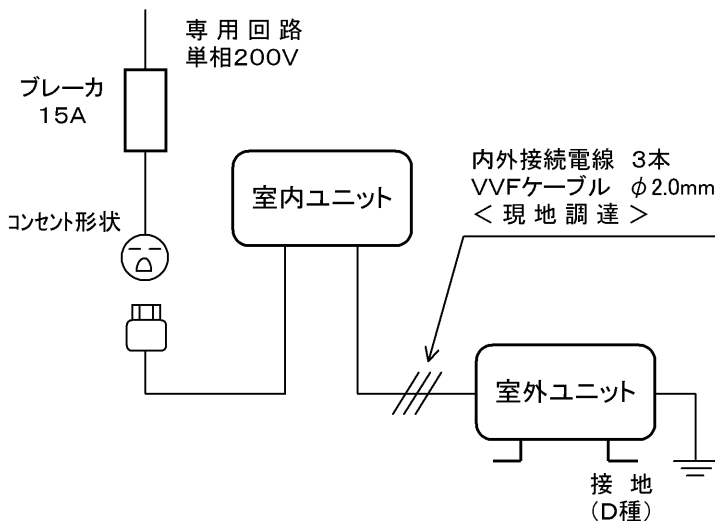 専用回路
単相200V
ブレーカ
15A
コンセント形状
室内ユニット
内外接続電線 3本
VVFケーブル φ2.0mm
＜現地調達＞
室外ユニット
接地
(D種)